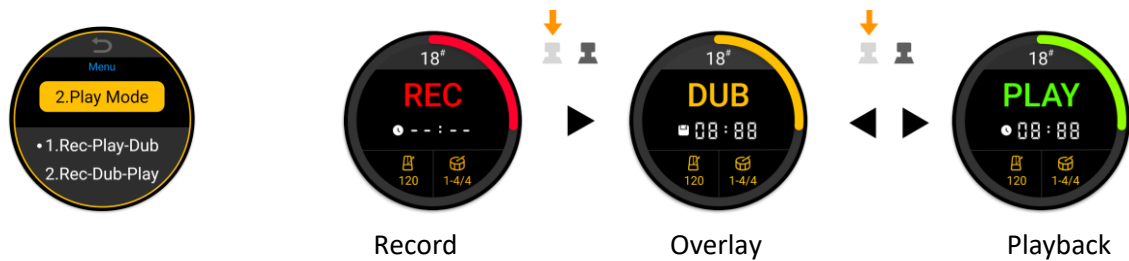 Menu
2.Play Mode
•1.Rec-Play-Dub
2.Rec-Dub-Play
18#
REC
--:--
120
1-4/4
Record
18#
DUB
08:88
120
1-4/4
Overlay
18#
PLAY
08:88
120
1-4/4
Playback